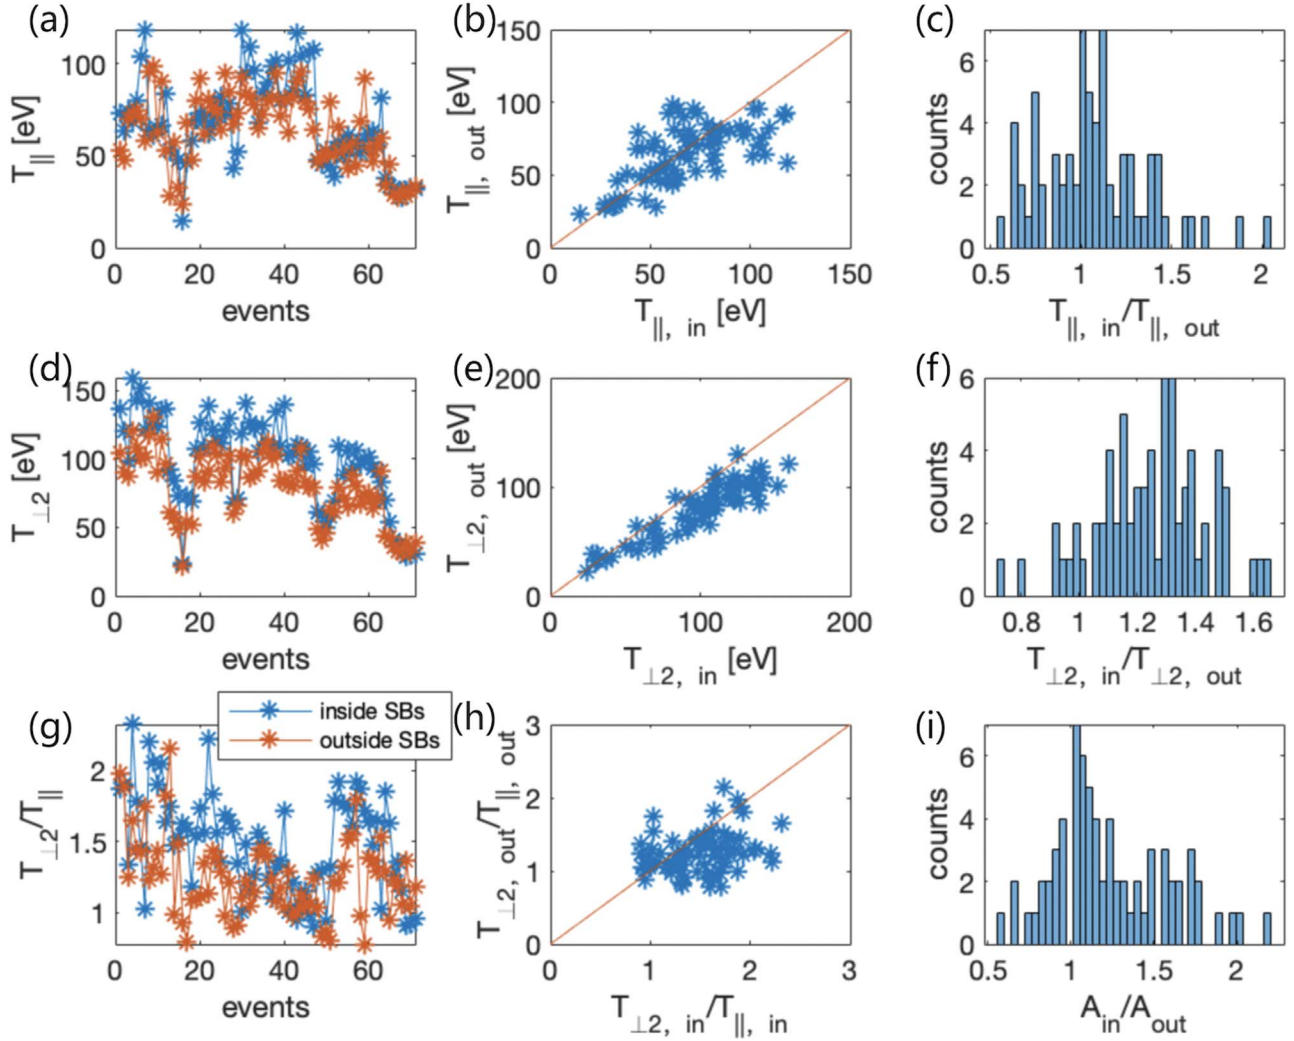 (a)
T∥ [eV]
100
50
0
0 20 40 60
events
(b)
T∥, out [eV]
150
100
50
0
0 50 100 150
T∥, in [eV]
(c)
counts
6
4
2
0
0.5 1 1.5 2
T∥, in/T∥, out
(d)
T⊥2 [eV]
150
100
50
0
0 20 40 60
events
(e)
T⊥2, out [eV]
200
100
0
0 100 200
T⊥2, in [eV]
(f)
counts
6
4
2
0
0.8 1 1.2 1.4 1.6
T⊥2, in/T⊥2, out
(g)
inside SBs
outside SBs
T⊥2/T∥
2
1.5
1
0 20 40 60
events
(h)
T⊥2, out/T∥, out
3
2
1
0
0 1 2 3
T⊥2, in/T∥, in
(i)
counts
6
4
2
0
0.5 1 1.5 2
Ain/Aout